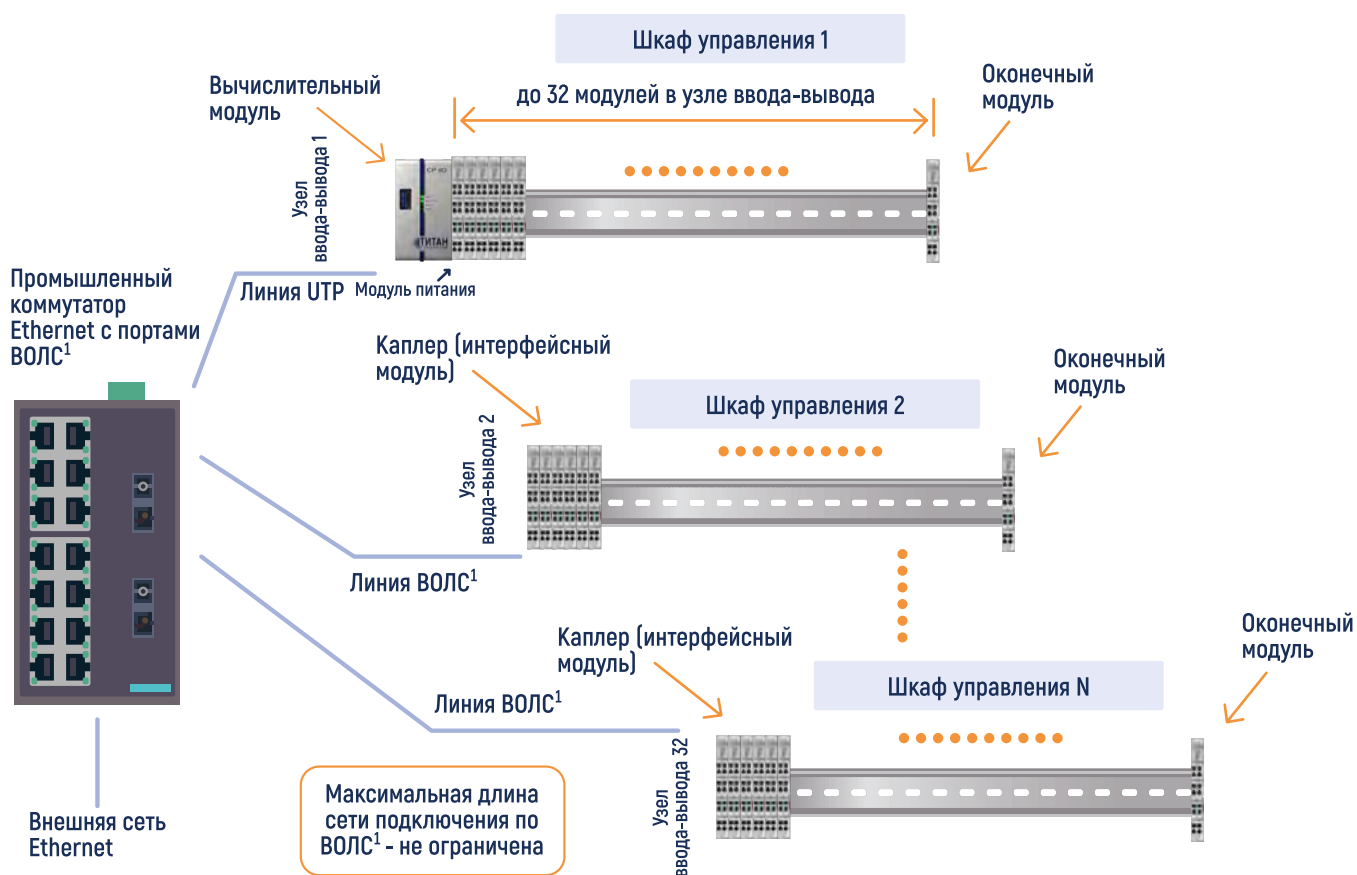 Шкаф управления 1
Вычислительный
модуль
до 32 модулей в узле ввода-вывода
Оконечный
модуль
Узел
ввода-вывода 1
CP
ТИТАН
Линия UTP
Модуль питания
Промышленный
коммутатор
Ethernet с портами
ВОЛС¹
Каплер (интерфейсный
модуль)
Шкаф управления 2
Оконечный
модуль
Узел
ввода-вывода 2
Линия ВОЛС¹
Каплер (интерфейсный
модуль)
Шкаф управления N
Оконечный
модуль
Линия ВОЛС¹
Узел
ввода-вывода 32
Максимальная длина
сети подключения по
ВОЛС¹ - не ограничена
Внешняя сеть
Ethernet